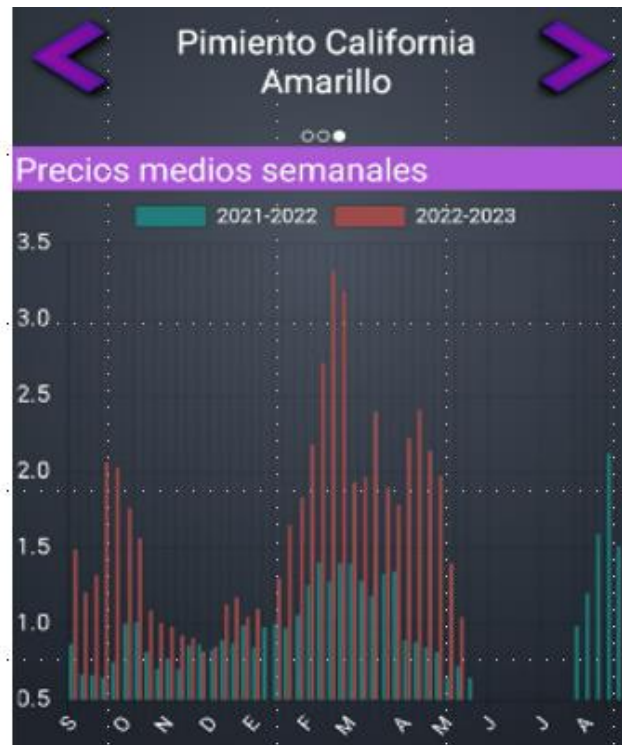 Pimiento California
Amarillo
Precios medios semanales
2021-2022 2022-2023
3.5
3.0
2.5
2.0
1.5
1.0
0.5
S O N D E F M A M J J A